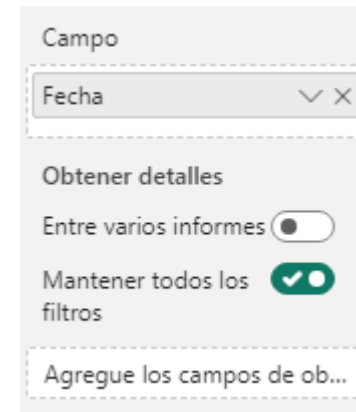 Campo
Fecha
Obtener detalles
Entre varios informes
Mantener todos los
filtros
Agregue los campos de ob...